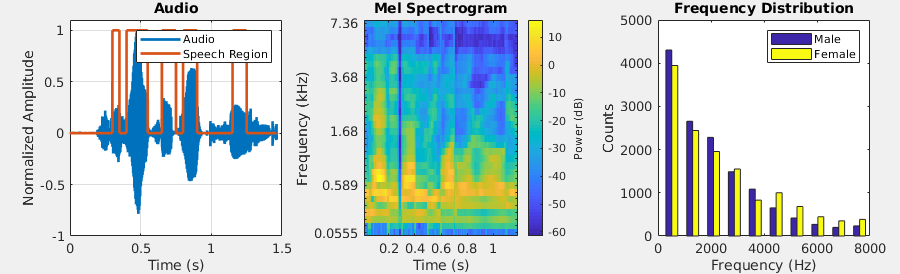 Audio
Normalized Amplitude
1
0.5
0
-0.5
-1
Audio
Speech Region
0 0.5 1 1.5
Time (s)
Mel Spectrogram
Frequency (kHz)
7.36
3.68
1.68
0.589
0.0555
0.2 0.4 0.6 0.8 1
Time (s)
10
0
-10
-20
-30
-40
-50
-60
Power (dB)
Frequency Distribution
Counts
5000
4000
3000
2000
1000
0
Male
Female
0 2000 4000 6000 8000
Frequency (Hz)